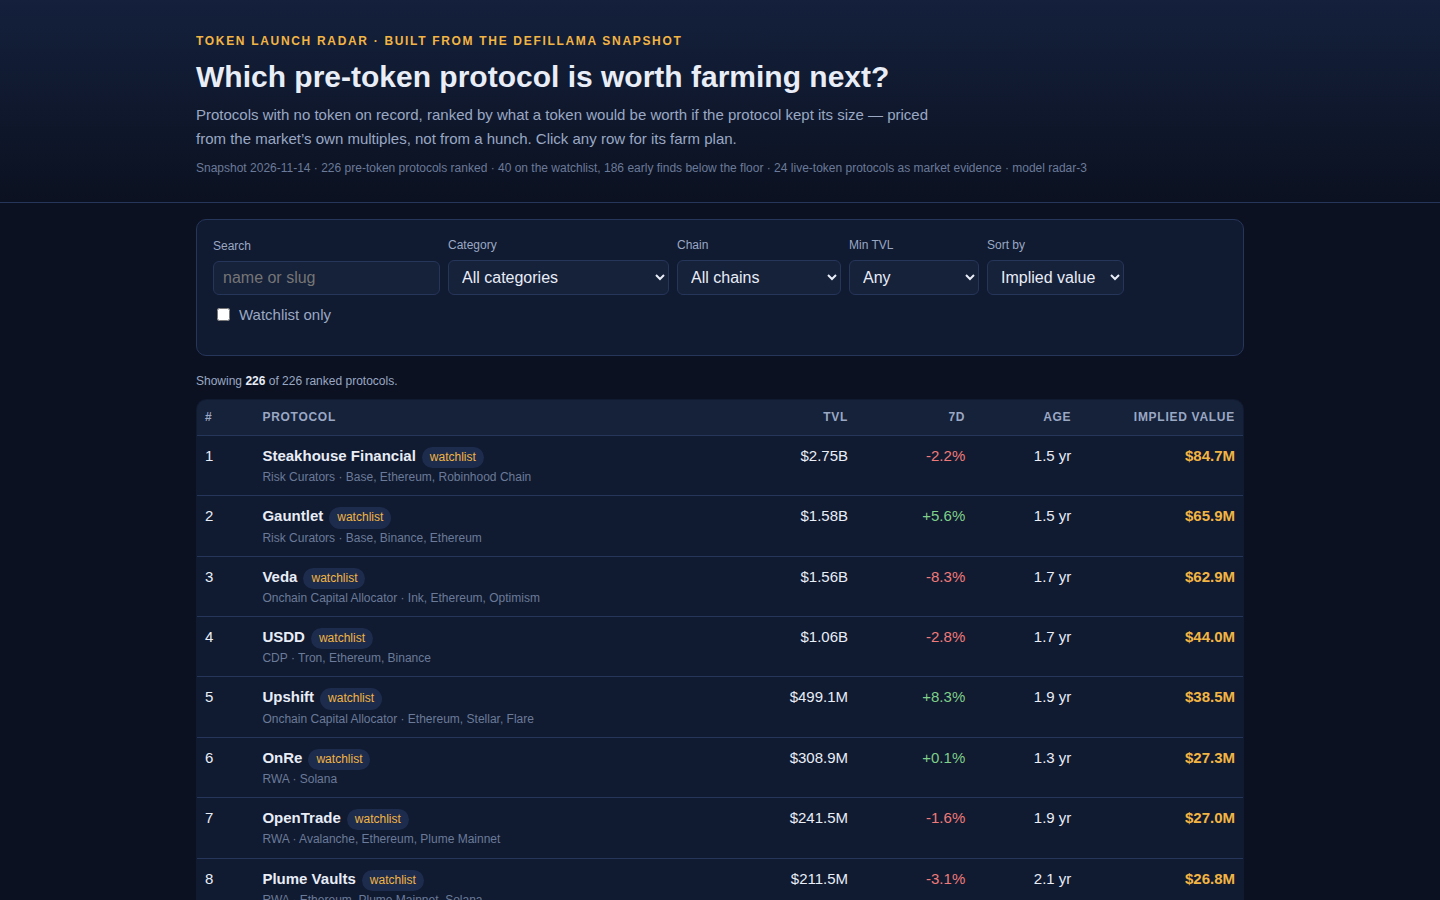 TOKEN LAUNCH RADAR · BUILT FROM THE DEFILLAMA SNAPSHOT
Which pre-token protocol is worth farming next?
Protocols with no token on record, ranked by what a token would be worth if the protocol kept its size — priced
from the market’s own multiples, not from a hunch. Click any row for its farm plan.
Snapshot 2026-11-14 · 226 pre-token protocols ranked · 40 on the watchlist, 186 early finds below the floor · 24 live-token protocols as market evidence · model radar-3
Search Category Chain Min TVL Sort by
name or slug All categories All chains Any Implied value
Watchlist only
Showing 226 of 226 ranked protocols.
# PROTOCOL TVL 7D AGE IMPLIED VALUE
1 Steakhouse Financial watchlist $2.75B -2.2% 1.5 yr $84.7M
Risk Curators · Base, Ethereum, Robinhood Chain
2 Gauntlet watchlist $1.58B +5.6% 1.5 yr $65.9M
Risk Curators · Base, Binance, Ethereum
3 Veda watchlist $1.56B -8.3% 1.7 yr $62.9M
Onchain Capital Allocator · Ink, Ethereum, Optimism
4 USDD watchlist $1.06B -2.8% 1.7 yr $44.0M
CDP · Tron, Ethereum, Binance
5 Upshift watchlist $499.1M +8.3% 1.9 yr $38.5M
Onchain Capital Allocator · Ethereum, Stellar, Flare
6 OnRe watchlist $308.9M +0.1% 1.3 yr $27.3M
RWA · Solana
7 OpenTrade watchlist $241.5M -1.6% 1.9 yr $27.0M
RWA · Avalanche, Ethereum, Plume Mainnet
8 Plume Vaults watchlist $211.5M -3.1% 2.1 yr $26.8M
RWA · Ethereum, Plume Mainnet, Solana